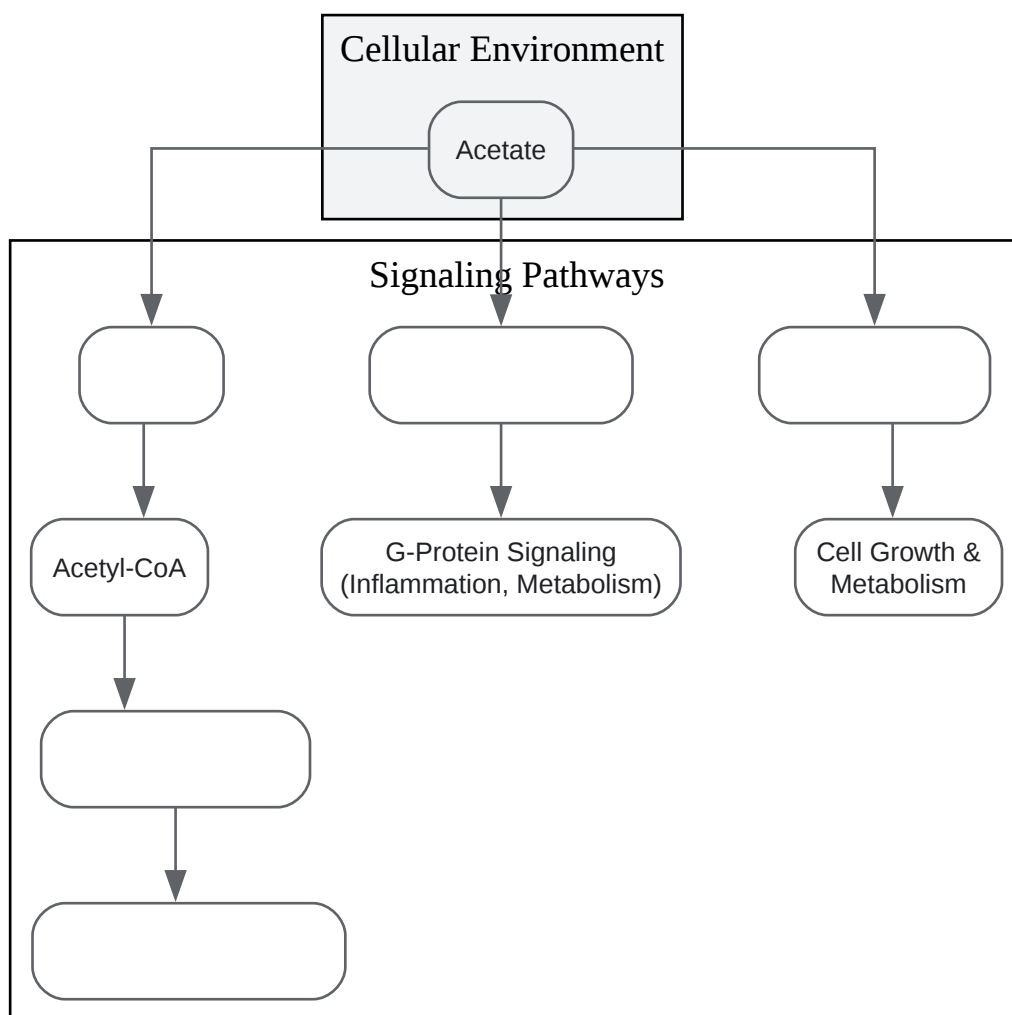 Cellular Environment
Acetate
Signaling Pathways
Acetyl-CoA
G-Protein Signaling
(Inflammation, Metabolism)
Cell Growth &
Metabolism